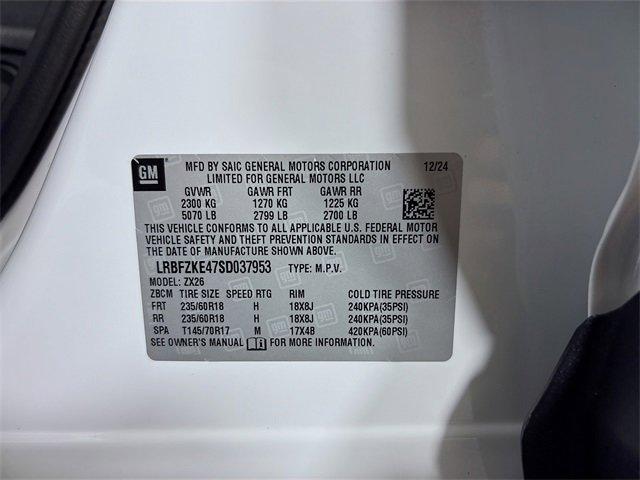 GM
MFD BY SAIC GENERAL MOTORS CORPORATION 12/24
LIMITED FOR GENERAL MOTORS LLC
GVWR GAWR FRT GAWR RR
2300 KG 1270 KG 1225 KG
5070 LB 2799 LB 2700 LB
THIS VEHICLE CONFORMS TO ALL APPLICABLE U.S. FEDERAL MOTOR
VEHICLE SAFETY AND THEFT PREVENTION STANDARDS IN EFFECT ON
THE DATE OF MANUFACTURE SHOWN ABOVE.
LRBFZKE47SD037953 TYPE: M.P.V.
MODEL: ZX26
ZBCM TIRE SIZE SPEED RTG RIM COLD TIRE PRESSURE
FRT 235/60R18 H 18X8J 240KPA(35PSI)
RR 235/60R18 H 18X8J 240KPA(35PSI)
SPA T145/70R17 M 17X4B 420KPA(60PSI)
SEE OWNER'S MANUAL FOR MORE INFORMATION.